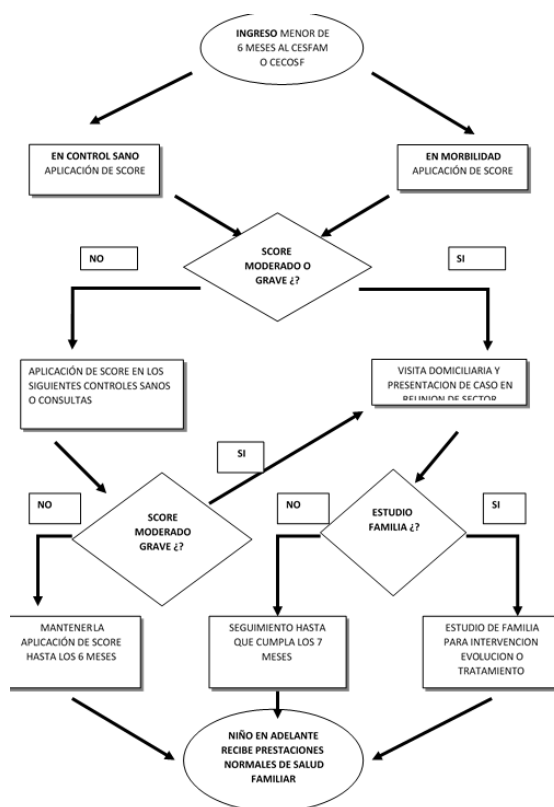 INGRESO MENOR DE
6 MESES AL CESFAM
O CECOSF
EN CONTROL SANO
APLICACIÓN DE SCORE
EN MORBILIDAD
APLICACIÓN DE SCORE
NO
SCORE
MODERADO O
GRAVE ¿?
SI
APLICACIÓN DE SCORE EN LOS
SIGUIENTES CONTROLES SANOS
O CONSULTAS
VISITA DOMICILIARIA Y
PRESENTACION DE CASO EN
REUNION DE SECTOR
SI
NO
SCORE
MODERADO
GRAVE ¿?
NO
ESTUDIO
FAMILIA ¿?
SI
MANTENER LA
APLICACIÓN DE SCORE
HASTA LOS 6 MESES
SEGUIMIENTO HASTA
QUE CUMPLA LOS 7
MESES
ESTUDIO DE FAMILIA
PARA INTERVENCION
EVOLUCION O
TRATAMIENTO
NIÑO EN ADELANTE
RECIBE PRESTACIONES
NORMALES DE SALUD
FAMILIAR